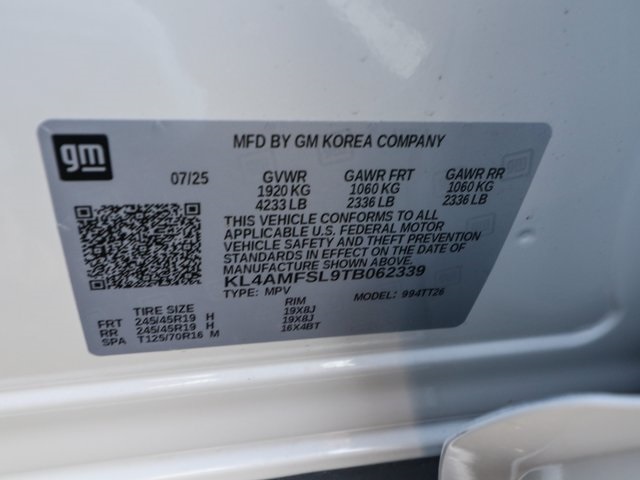 gm
MFD BY GM KOREA COMPANY
07/25 GVWR GAWR FRT GAWR RR
1920 KG 1060 KG 1060 KG
4233 LB 2336 LB 2336 LB
THIS VEHICLE CONFORMS TO ALL
APPLICABLE U.S. FEDERAL MOTOR
VEHICLE SAFETY AND THEFT PREVENTION
STANDARDS IN EFFECT ON THE DATE OF
MANUFACTURE SHOWN ABOVE.
KL4AMFSL9TB062339
TYPE: MPV MODEL: 994TT26
TIRE SIZE RIM
FRT 245/45R19 H 19X8J
RR 245/45R19 H 19X8J
SPA T125/70R16 M 16X4BT